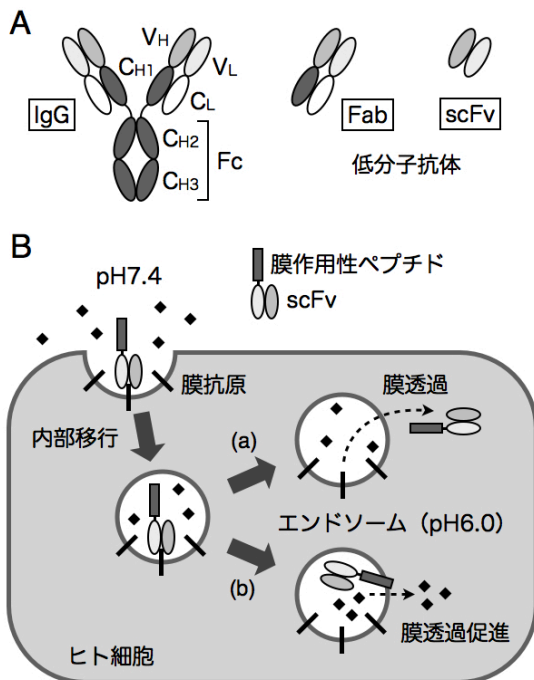 A
VH
CH1
VL
CL
IgG
CH2
CH3
Fc
Fab
scFv
低分子抗体
B
pH7.4
膜作用性ペプチド
scFv
膜抗原
内部移行
(a)
膜透過
エンドソーム（pH6.0）
(b)
膜透過促進
ヒト細胞